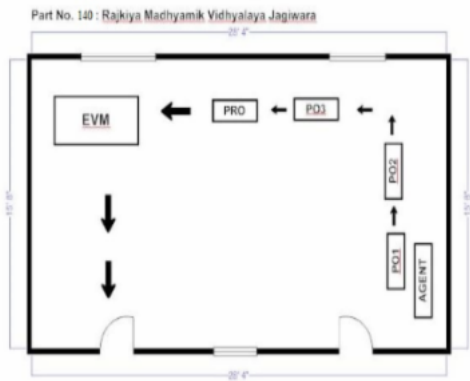 Part No. 140 : Rajkiya Madhyamik Vidhyalaya Jagiwara
EVM
PRO
PO3
PO2
PO1
AGENT